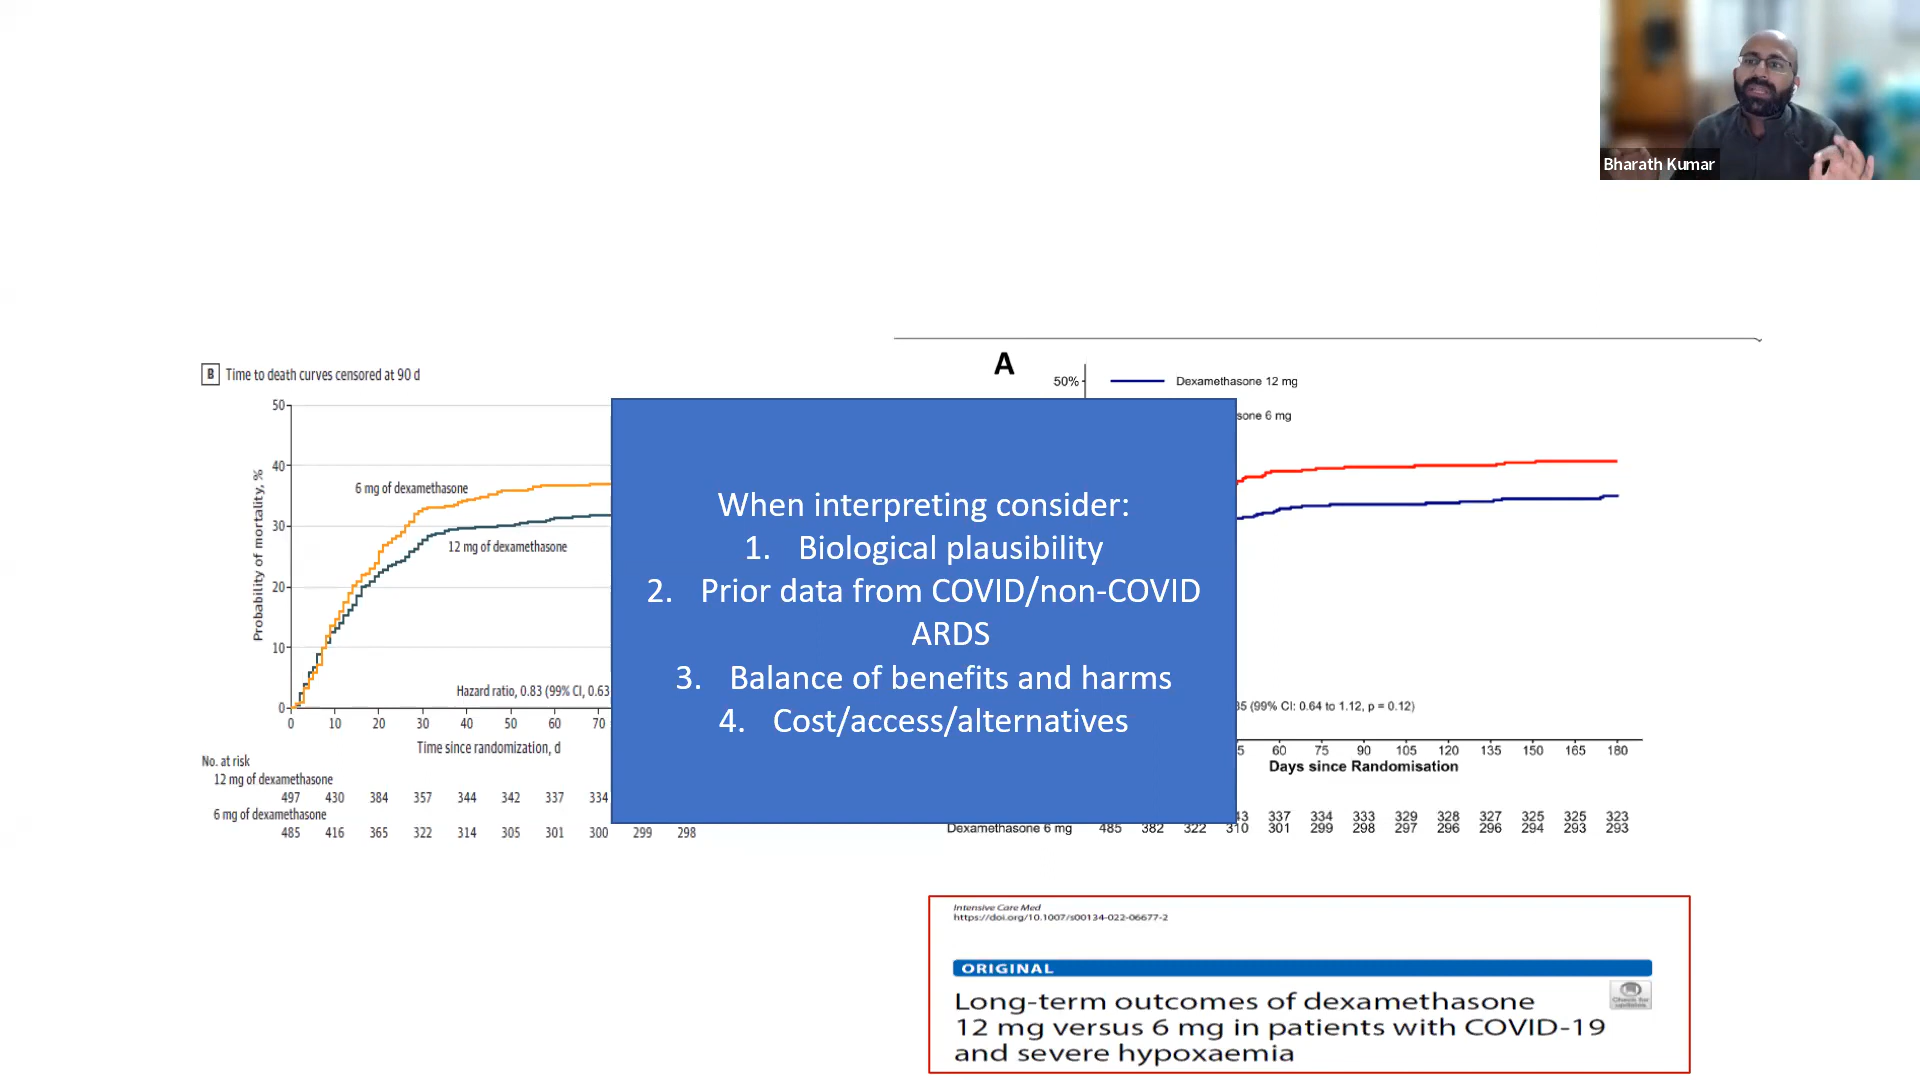 Bharath Kumar
B Time to death curves censored at 90 d
Probability of mortality, %
50
40
30
20
10
0
6 mg of dexamethasone
12 mg of dexamethasone
Hazard ratio, 0.83 (99% CI, 0.63
0 10 20 30 40 50 60 70
Time since randomization, d
No. at risk
12 mg of dexamethasone
497 430 384 357 344 342 337 334
6 mg of dexamethasone
485 416 365 322 314 305 301 300 299 298
When interpreting consider:
1. Biological plausibility
2. Prior data from COVID/non-COVID
ARDS
3. Balance of benefits and harms
4. Cost/access/alternatives
A
50%
Dexamethasone 12 mg
sone 6 mg
35 (99% CI: 0.64 to 1.12, p = 0.12)
5 60 75 90 105 120 135 150 165 180
Days since Randomisation
43 337 334 333 329 328 327 325 325 323
Dexamethasone 6 mg 485 382 322 310 301 299 298 297 296 296 294 293 293
Intensive Care Med
https://doi.org/10.1007/s00134-022-06677-2
ORIGINAL
Check for
updates
Long-term outcomes of dexamethasone
12 mg versus 6 mg in patients with COVID-19
and severe hypoxaemia